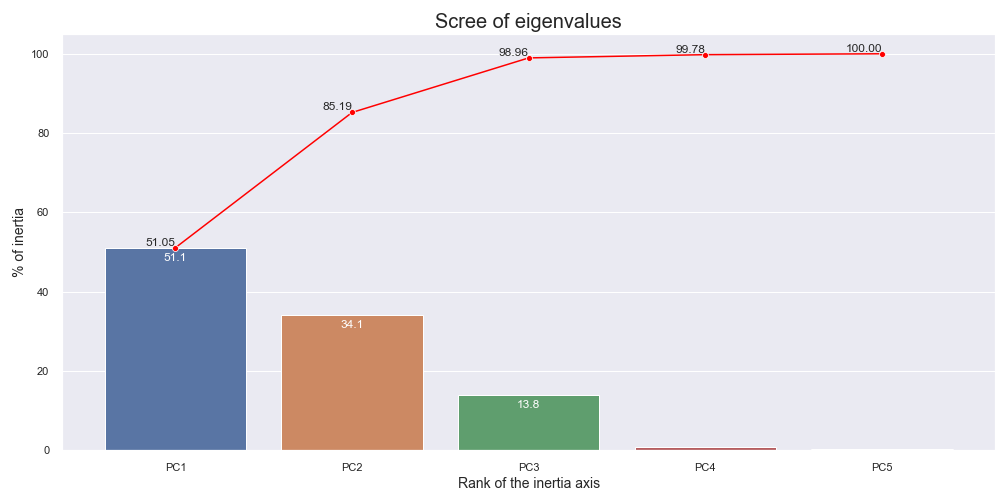 Scree of eigenvalues
100
80
60
40
20
0
% of inertia
51.05
85.19
98.96
99.78
100.00
51.1
34.1
13.8
PC1
PC2
PC3
PC4
PC5
Rank of the inertia axis